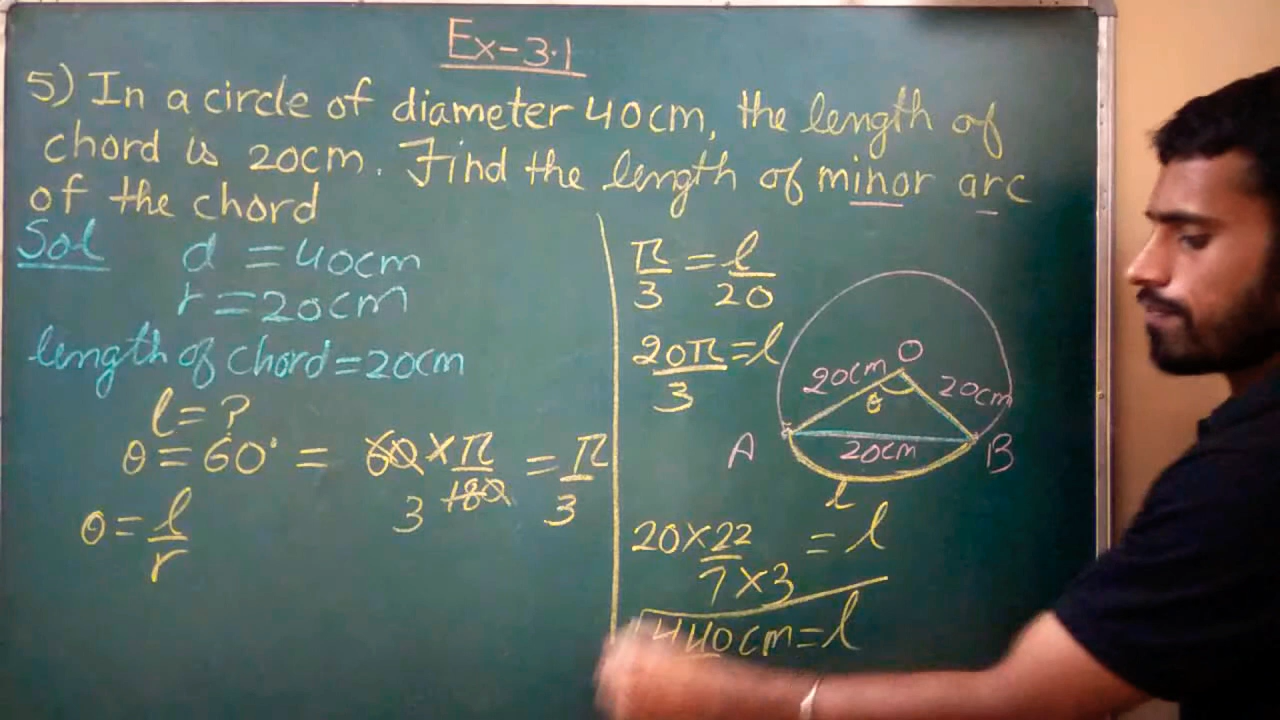 Ex-3.1
5) In a circle of diameter 40cm, the length of
chord is 20cm. Find the length of minor arc
of the chord
Sol
d = 40cm
r = 20cm
length of chord = 20cm
l = ?
θ = 60° = 60 × π/180 = π/3
3
θ = l/r
π/3 = l/20
20π/3 = l
O
20cm
θ
20cm
A
20cm
B
l
20×22/7×3 = l
440cm = l